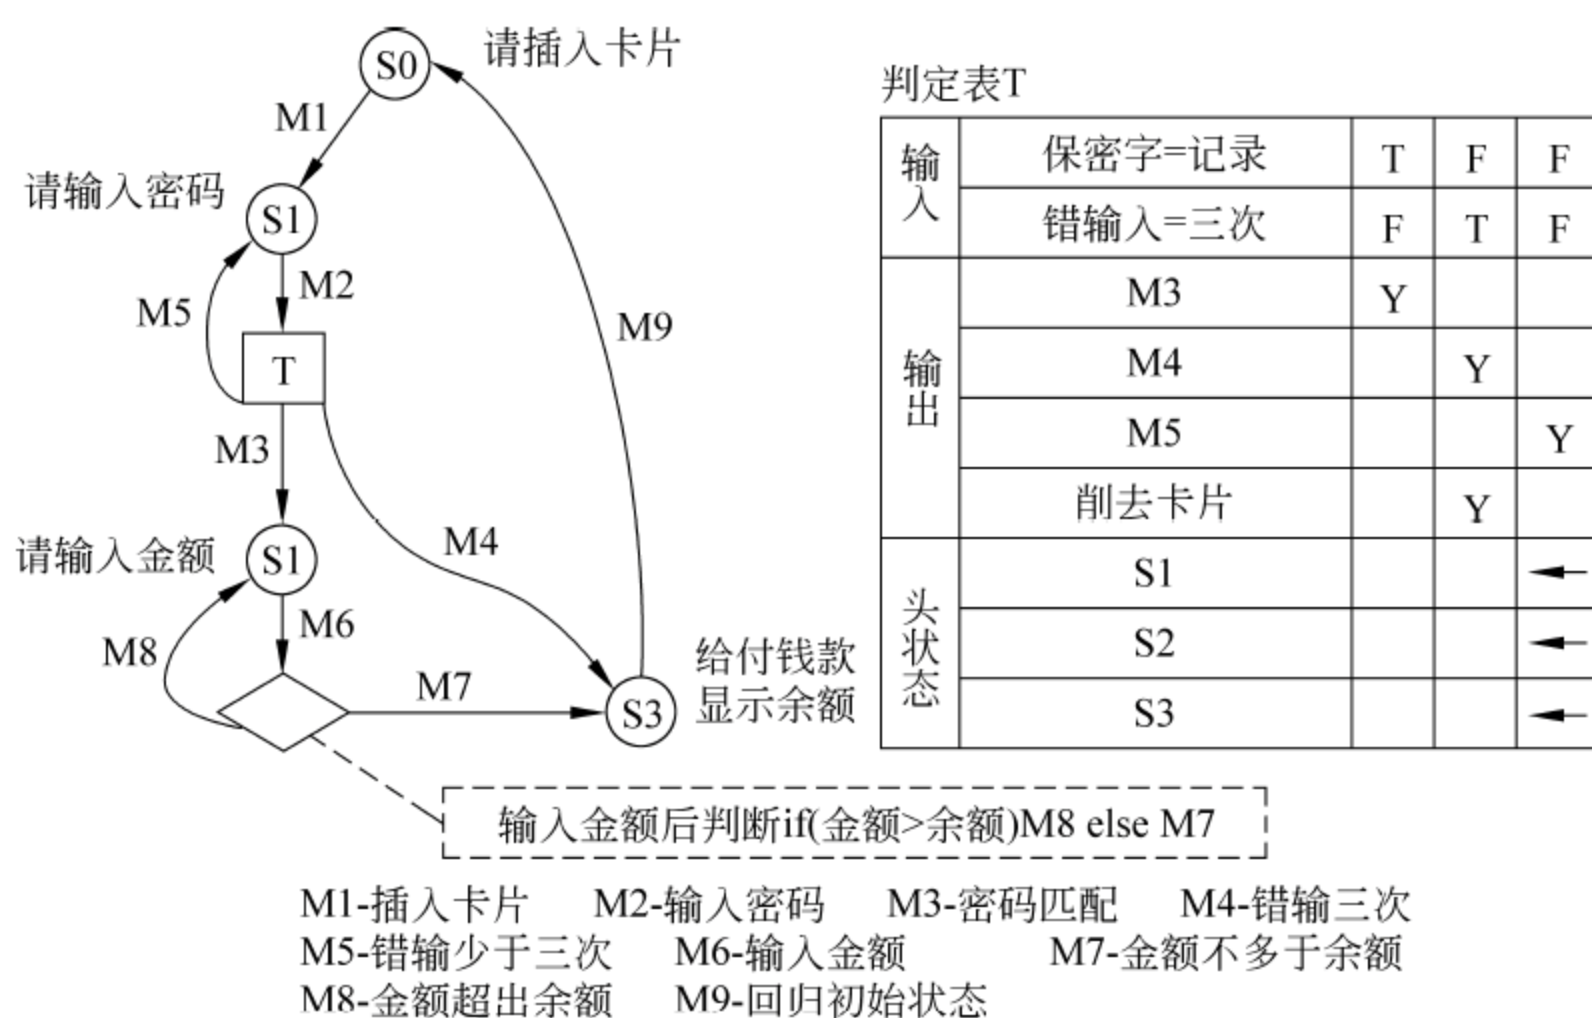 S0
请插入卡片
M1
请输入密码
S1
M5
M2
T
M9
M3
M4
请输入金额
S1
M8
M6
M7
S3
给付钱款
显示余额
判定表T
输入
保密字=记录 T F F
错输入=三次 F T F
输出
M3 Y
M4 Y
M5 Y
削去卡片 Y
头状态
S1
S2
S3
输入金额后判断if(金额>余额)M8 else M7
M1-插入卡片 M2-输入密码 M3-密码匹配 M4-错输三次
M5-错输少于三次 M6-输入金额 M7-金额不多于余额
M8-金额超出余额 M9-回归初始状态